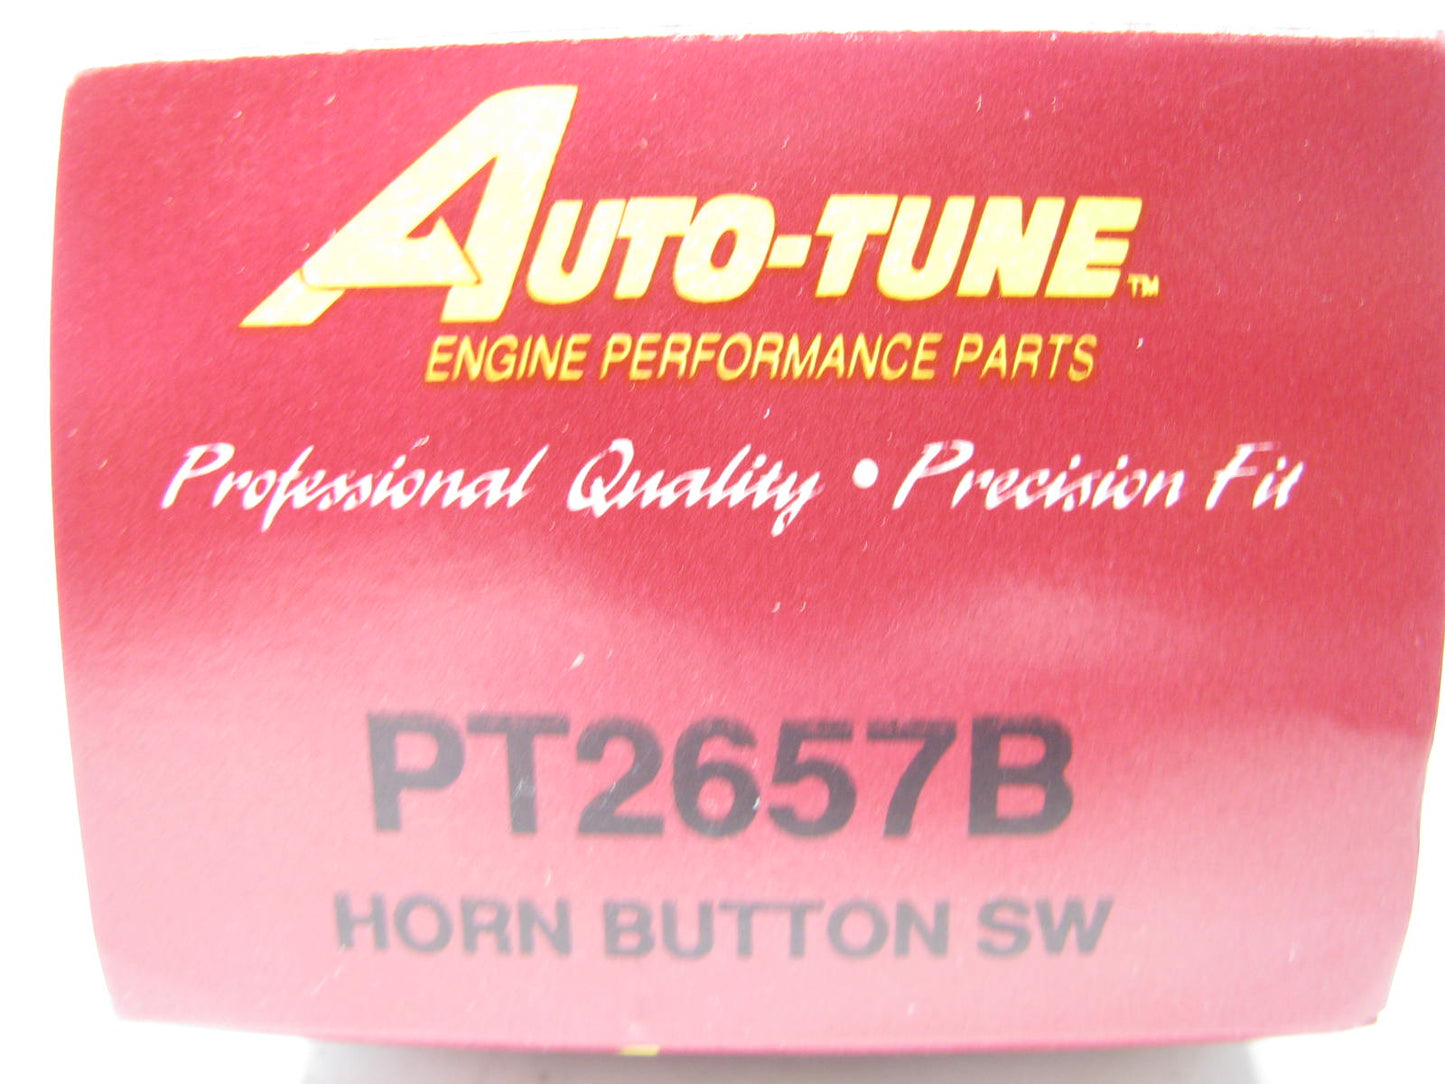 AUTO-TUNE™
ENGINE PERFORMANCE PARTS
Professional Quality • Precision Fit
PT2657B
HORN BUTTON SW